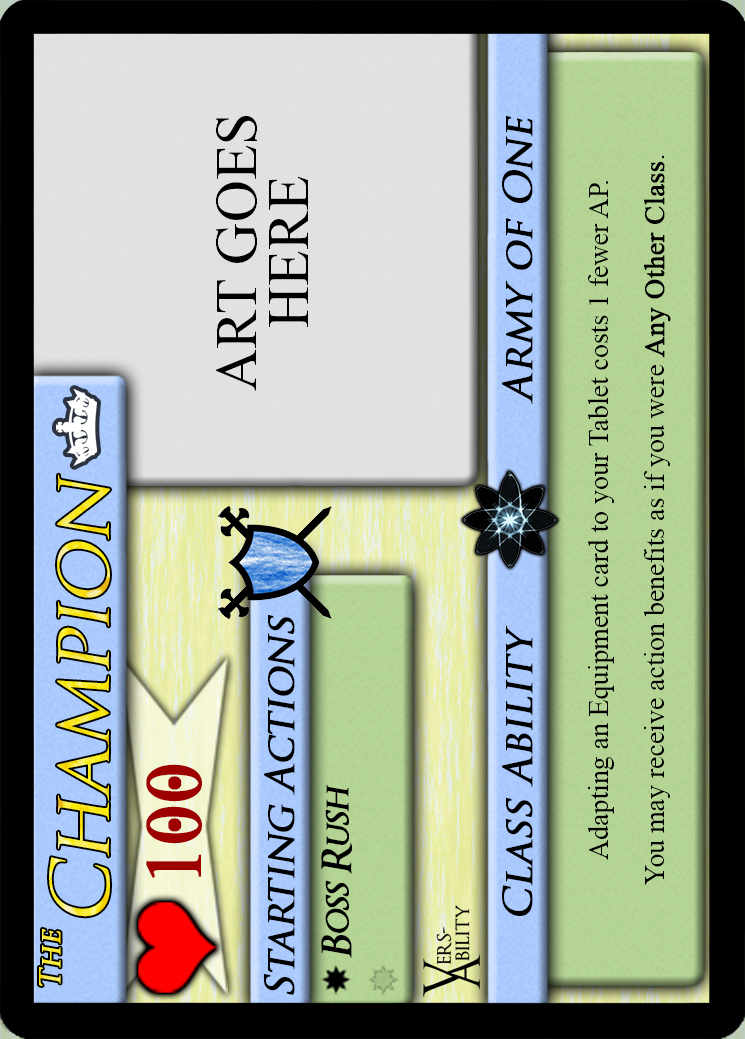 THE CHAMPION
100
ART GOES
HERE
STARTING ACTIONS
BOSS RUSH
VERS-
ABILITY
CLASS ABILITY
ARMY OF ONE
Adapting an Equipment card to your Tablet costs 1 fewer AP.
You may receive action benefits as if you were Any Other Class.